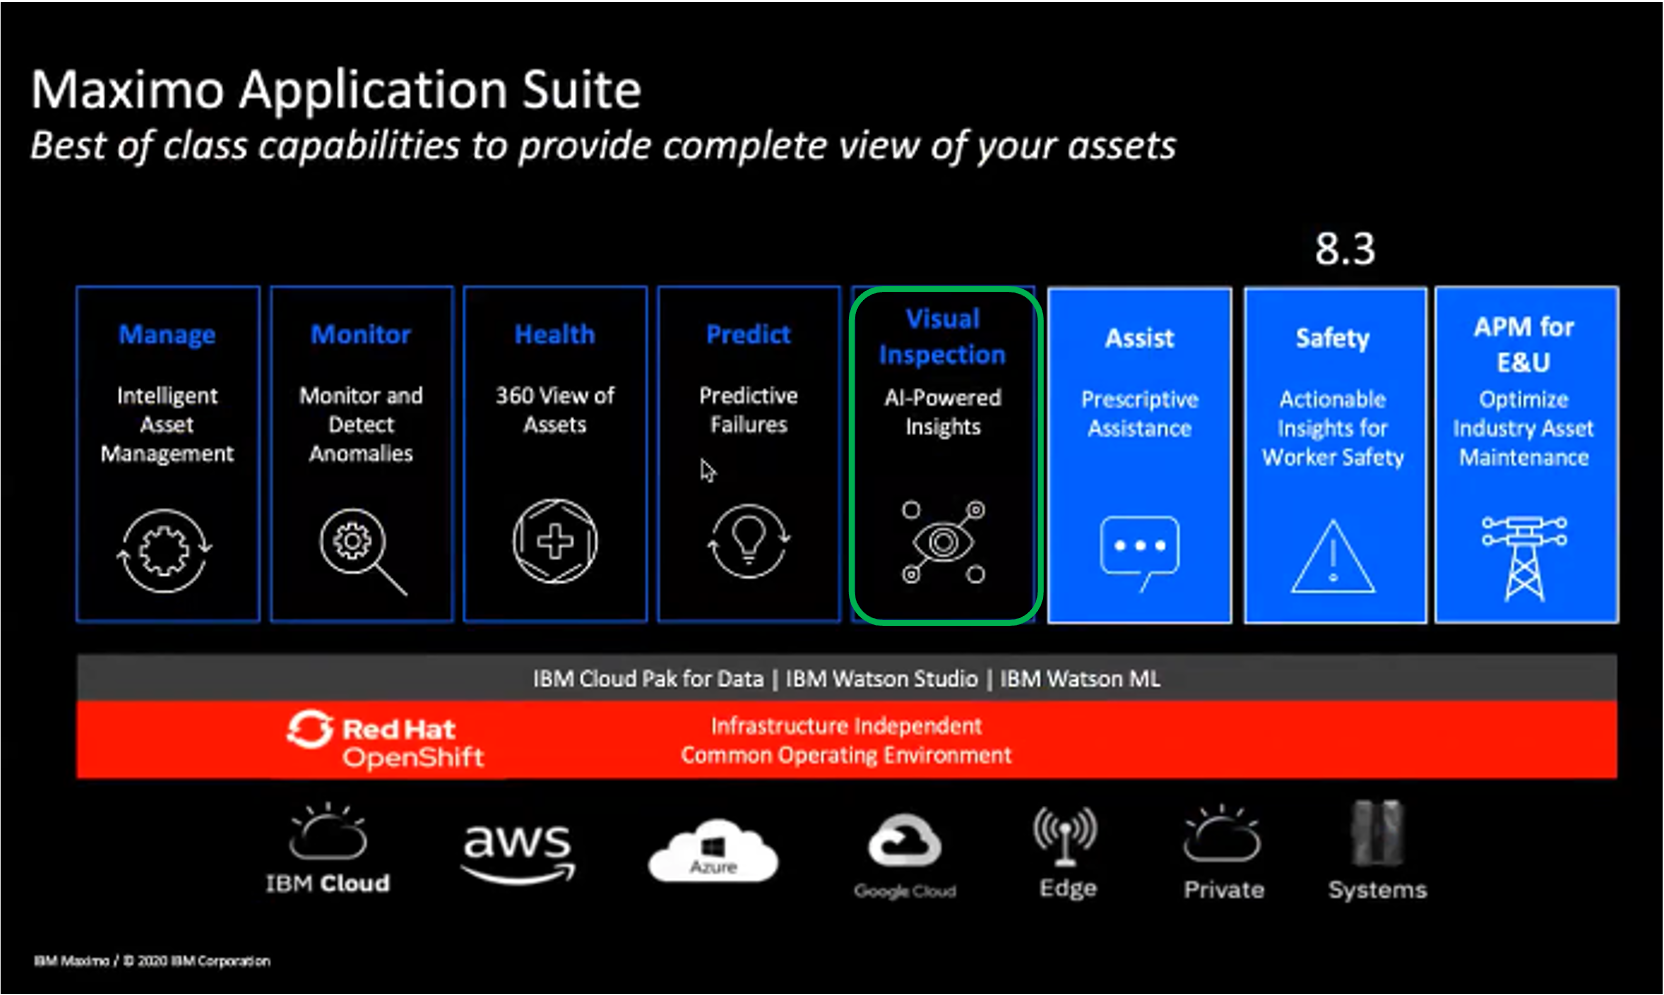 Maximo Application Suite
Best of class capabilities to provide complete view of your assets
8.3
Manage
Intelligent
Asset
Management
Monitor
Monitor and
Detect
Anomalies
Health
360 View of
Assets
Predict
Predictive
Failures
Visual
Inspection
AI-Powered
Insights
Assist
Prescriptive
Assistance
Safety
Actionable
Insights for
Worker Safety
APM for
E&U
Optimize
Industry Asset
Maintenance
IBM Cloud Pak for Data | IBM Watson Studio | IBM Watson ML
Red Hat
OpenShift
Infrastructure Independent
Common Operating Environment
IBM Cloud
aws
Azure
Google Cloud
Edge
Private
Systems
IBM Maximo / © 2020 IBM Corporation